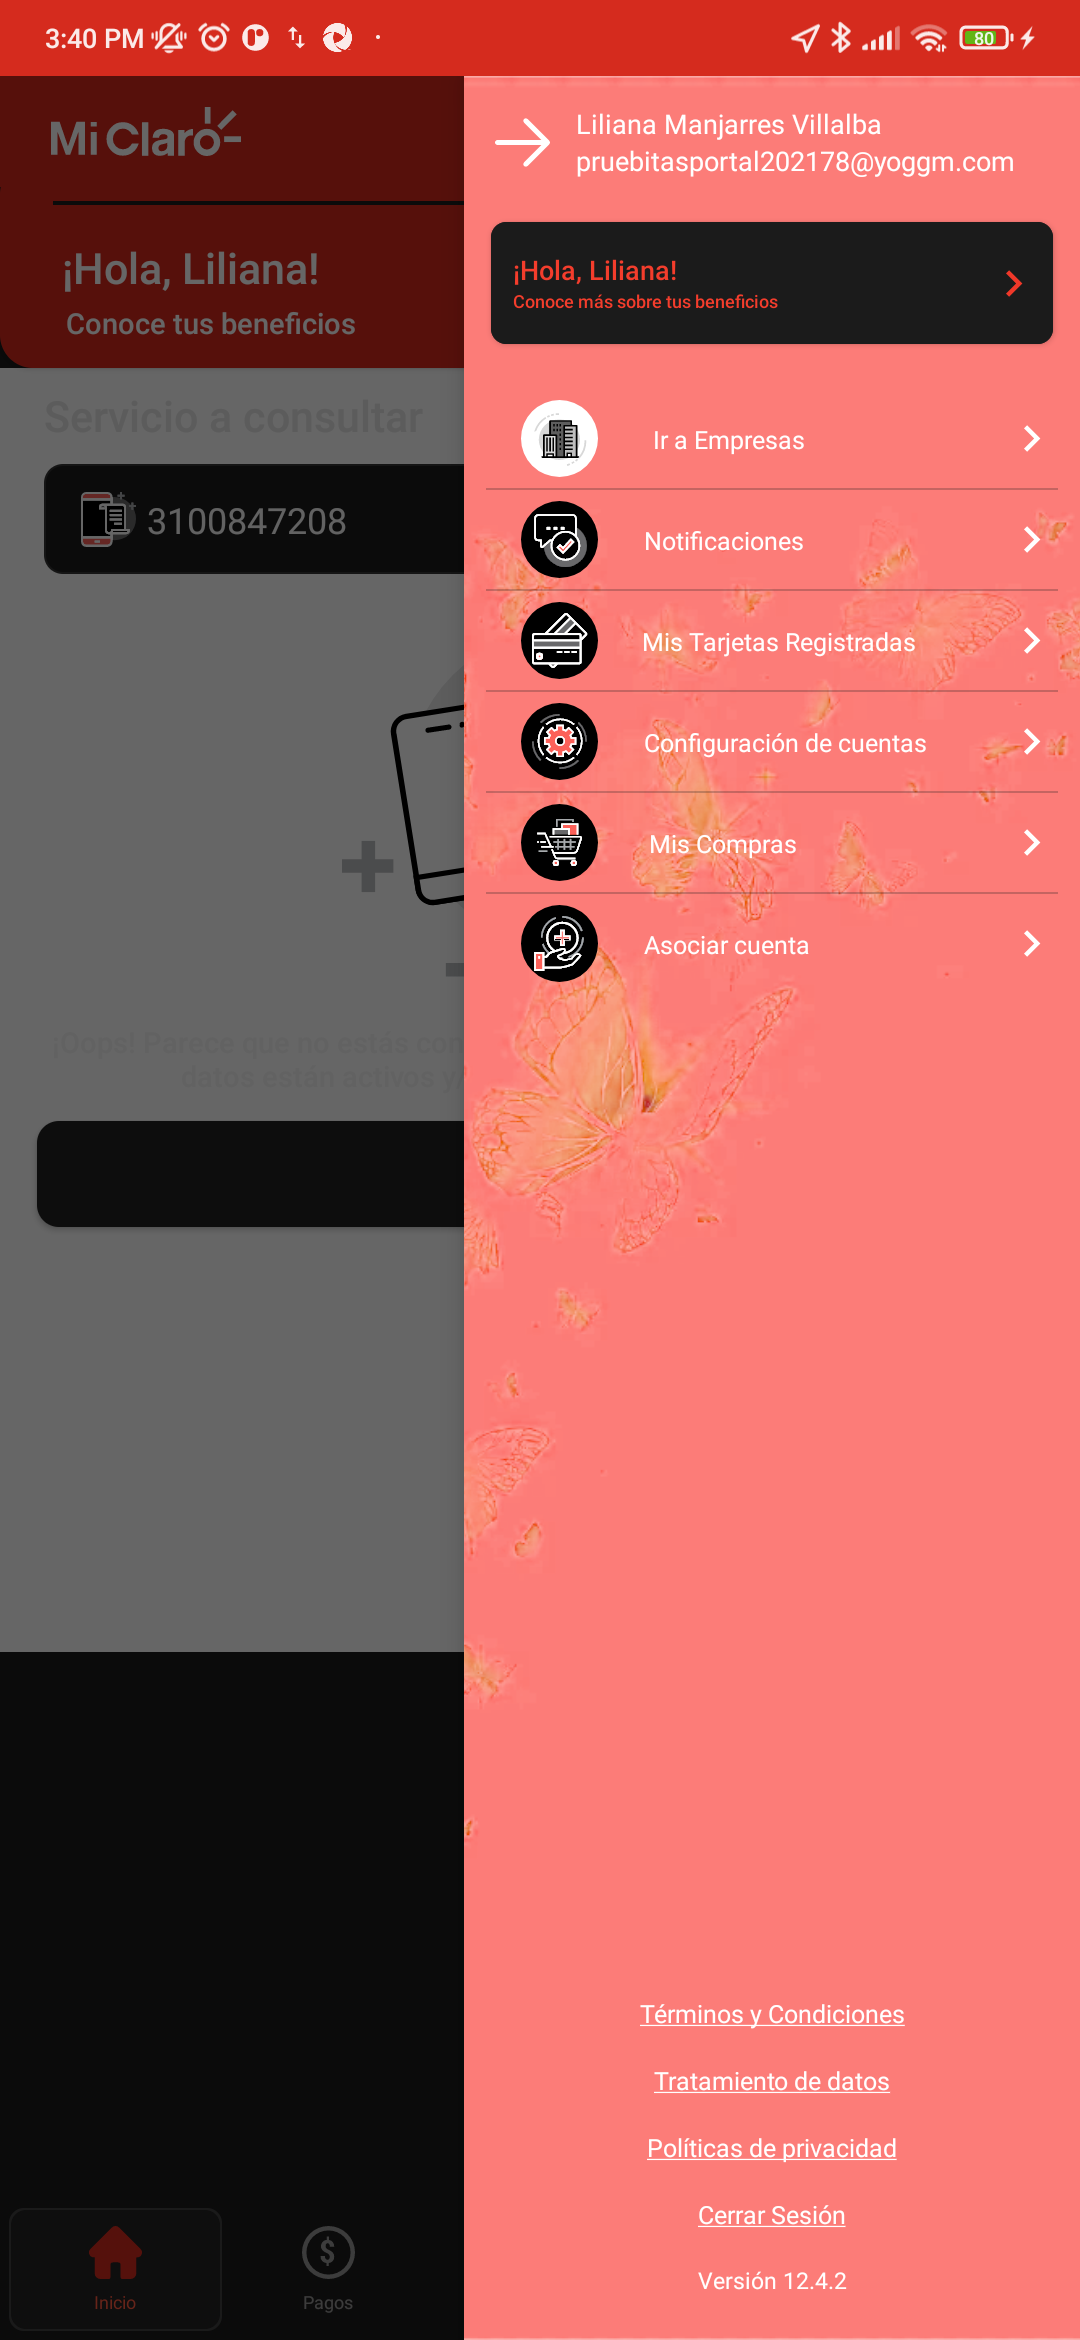 3:40 PM
80
Mi Claro
¡Hola, Liliana!
Conoce tus beneficios
Servicio a consultar
3100847208
¡Oops! Parece que no estás con
datos están activos y/
Inicio
Pagos
Liliana Manjarres Villalba
pruebitasportal202178@yoggm.com
¡Hola, Liliana!
Conoce más sobre tus beneficios
Ir a Empresas
Notificaciones
Mis Tarjetas Registradas
Configuración de cuentas
Mis Compras
Asociar cuenta
Términos y Condiciones
Tratamiento de datos
Políticas de privacidad
Cerrar Sesión
Versión 12.4.2